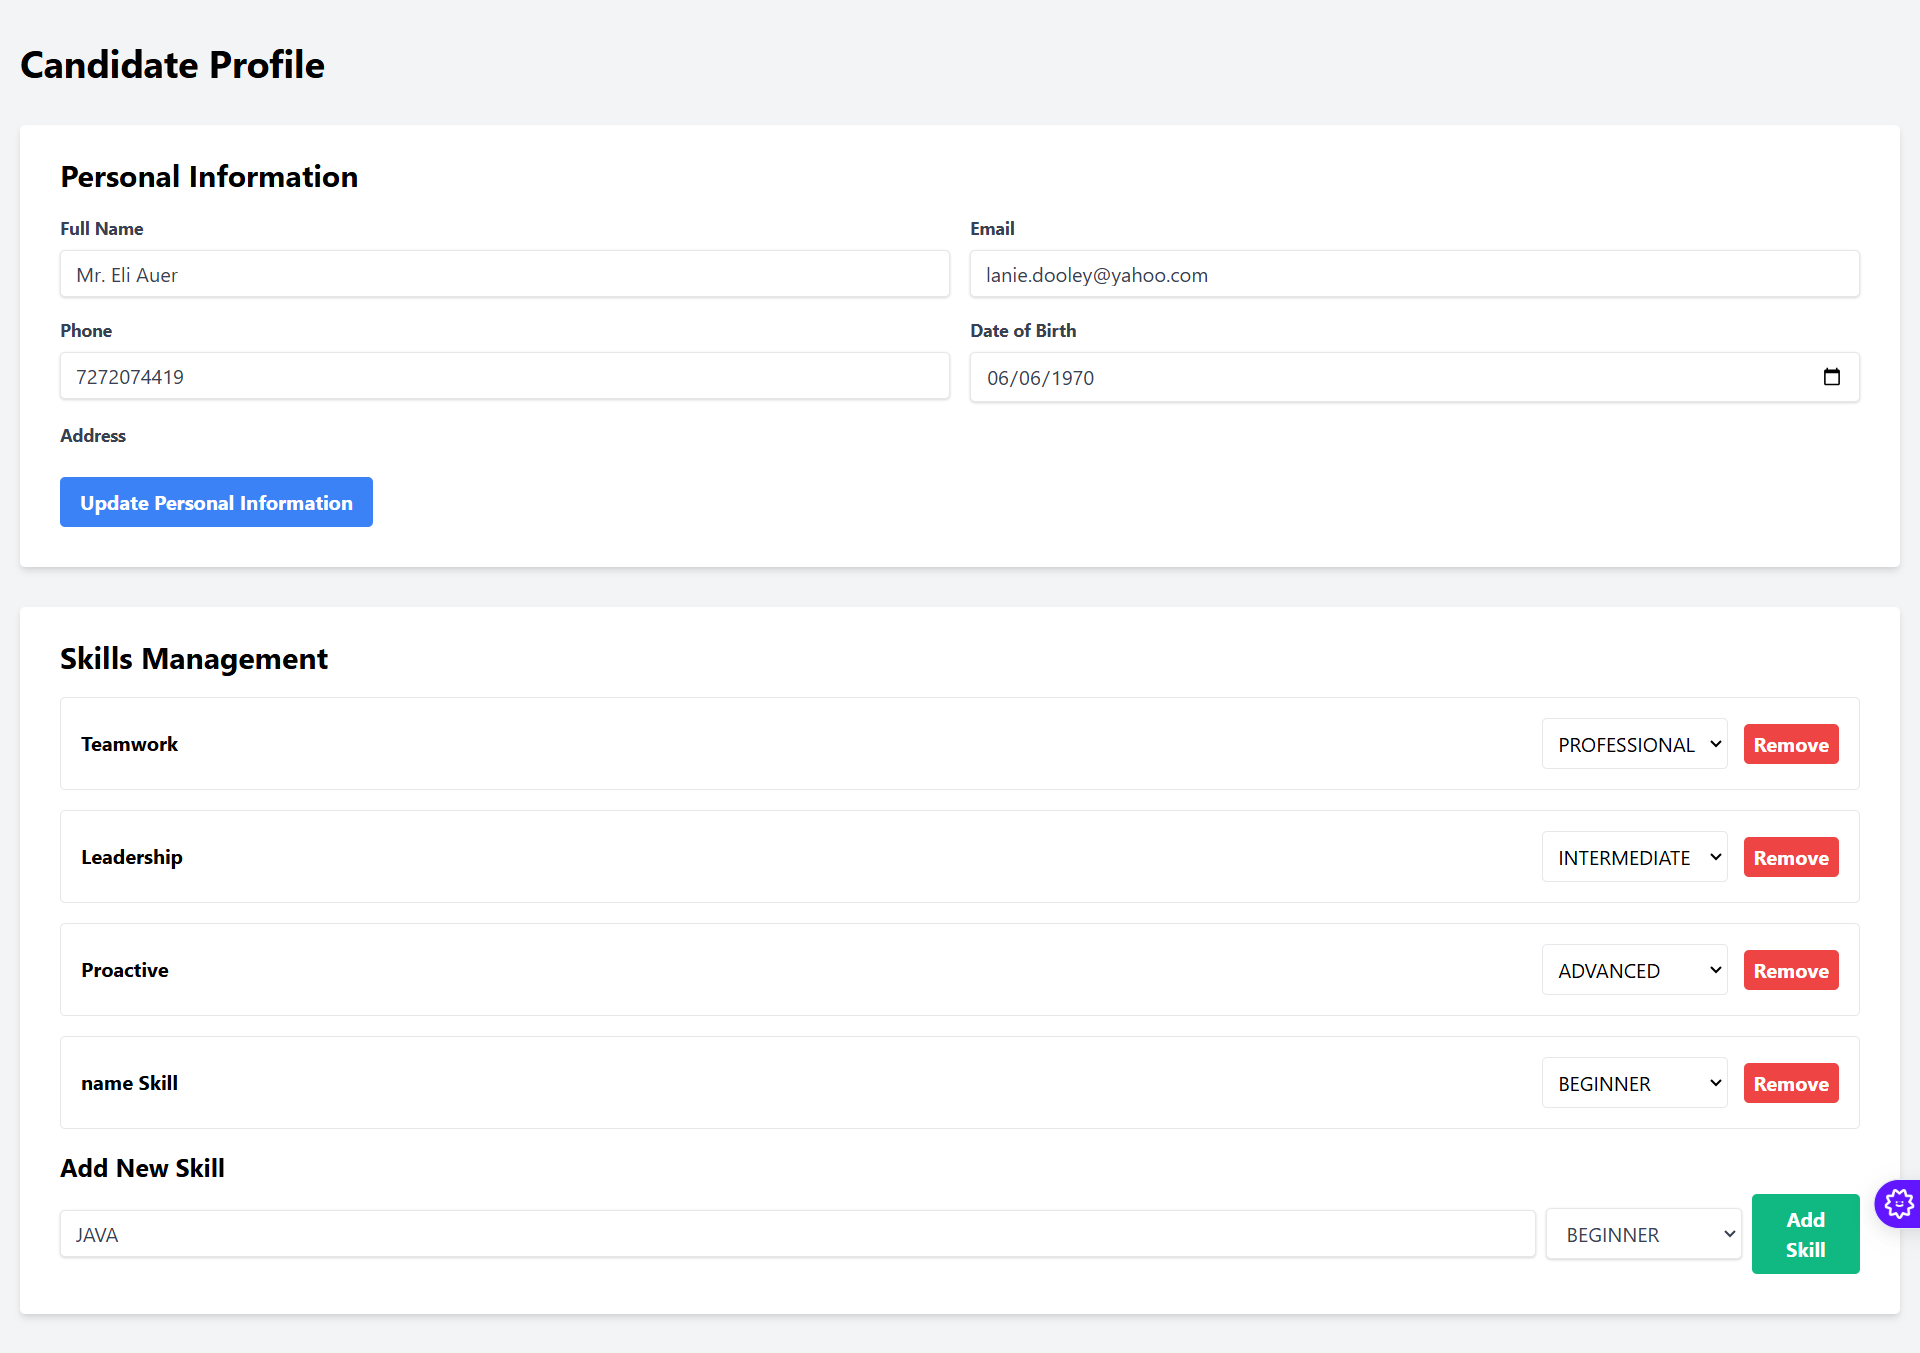 Candidate Profile
Personal Information
Full Name
Email
Mr. Eli Auer
lanie.dooley@yahoo.com
Phone
Date of Birth
7272074419
06/06/1970
Address
Update Personal Information
Skills Management
Teamwork
PROFESSIONAL
Remove
Leadership
INTERMEDIATE
Remove
Proactive
ADVANCED
Remove
name Skill
BEGINNER
Remove
Add New Skill
JAVA
BEGINNER
Add
Skill